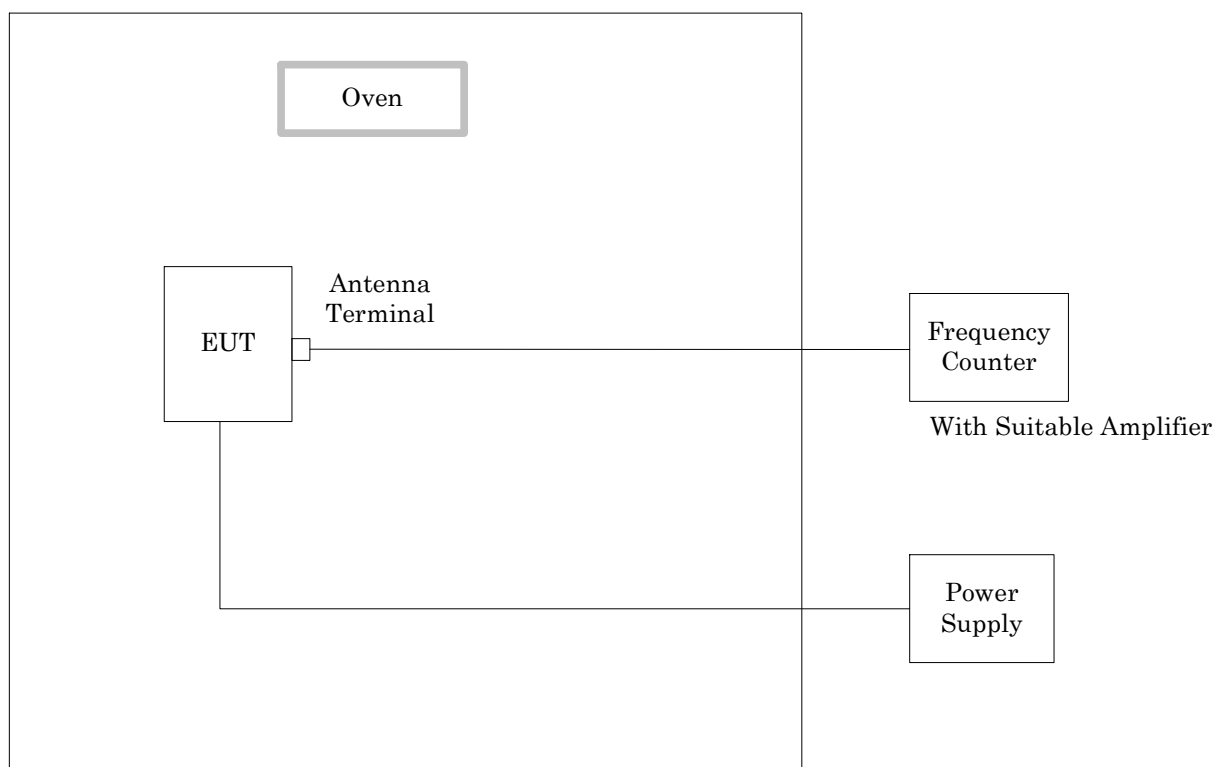 Oven
Antenna
Terminal
EUT
Frequency
Counter
With Suitable Amplifier
Power
Supply